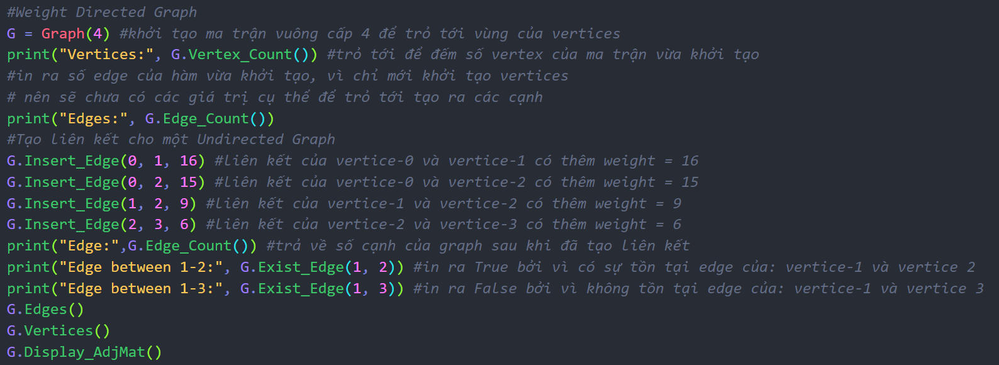 #Weight Directed Graph
G = Graph(4) #khởi tạo ma trận vuông cấp 4 để trỏ tới vùng của vertices
print("Vertices:", G.Vertex_Count()) #trỏ tới để đếm số vertex của ma trận vừa khởi tạo
#in ra số edge của hàm vừa khởi tạo, vì chỉ mới khởi tạo vertices
# nên sẽ chưa có các giá trị cụ thể để trỏ tới tạo ra các cạnh
print("Edges:", G.Edge_Count())
#Tạo liên kết cho một Undirected Graph
G.Insert_Edge(0, 1, 16) #liên kết của vertice-0 và vertice-1 có thêm weight = 16
G.Insert_Edge(0, 2, 15) #liên kết của vertice-0 và vertice-2 có thêm weight = 15
G.Insert_Edge(1, 2, 9) #liên kết của vertice-1 và vertice-2 có thêm weight = 9
G.Insert_Edge(2, 3, 6) #liên kết của vertice-2 và vertice-3 có thêm weight = 6
print("Edge:",G.Edge_Count()) #trả về số cạnh của graph sau khi đã tạo liên kết
print("Edge between 1-2:", G.Exist_Edge(1, 2)) #in ra True bởi vì có sự tồn tại edge của: vertice-1 và vertice 2
print("Edge between 1-3:", G.Exist_Edge(1, 3)) #in ra False bởi vì không tồn tại edge của: vertice-1 và vertice 3
G.Edges()
G.Vertices()
G.Display_AdjMat()